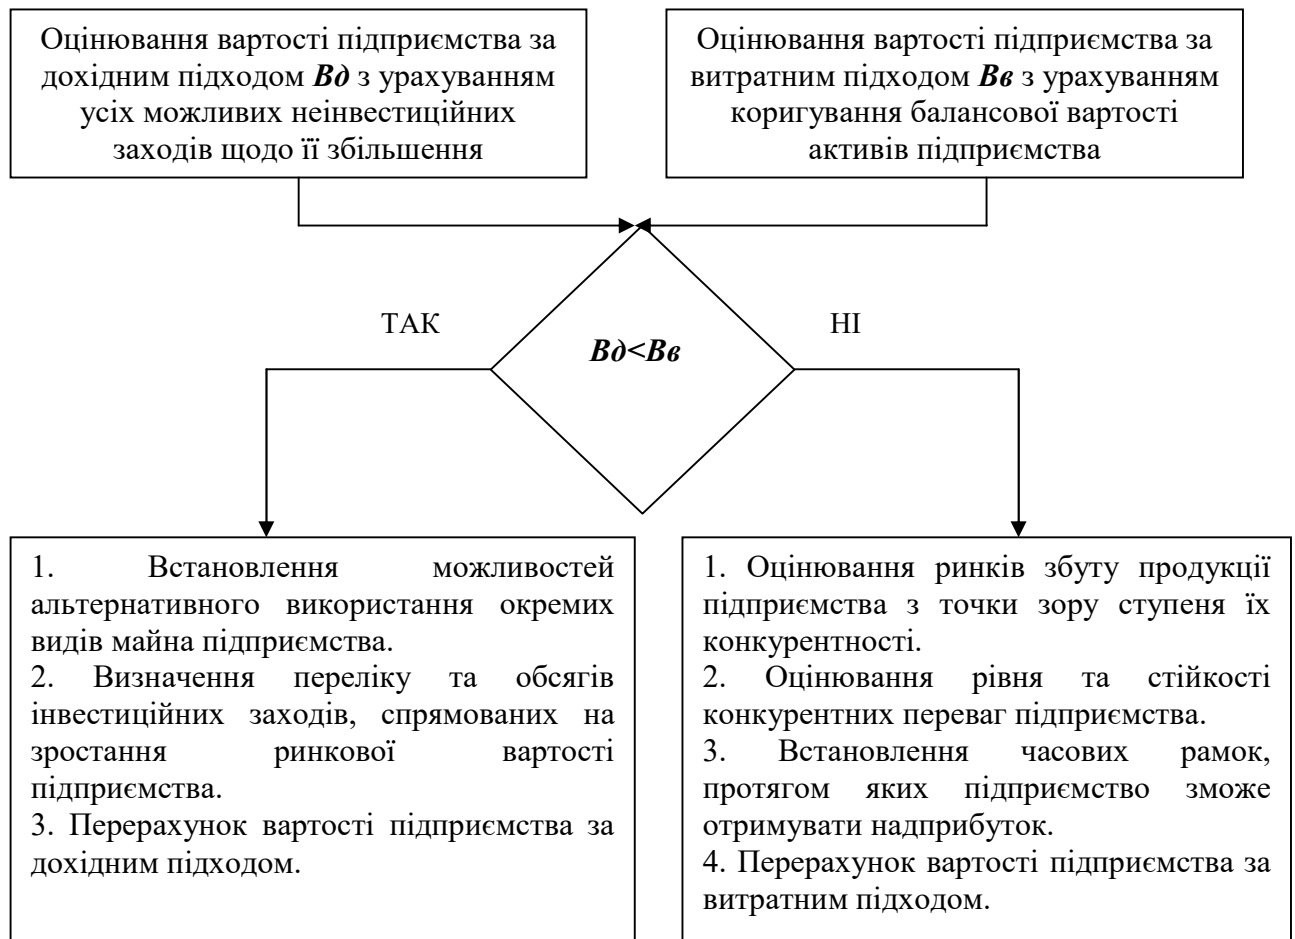 Оцінювання вартості підприємства за
дохідним підходом Вд з урахуванням
усіх можливих неінвестиційних
заходів щодо її збільшення
Оцінювання вартості підприємства за
витратним підходом Вв з урахуванням
коригування балансової вартості
активів підприємства
ТАК
НІ
Вд<Вв
1. Встановлення можливостей
альтернативного використання окремих
видів майна підприємства.
2. Визначення переліку та обсягів
інвестиційних заходів, спрямованих на
зростання ринкової вартості
підприємства.
3. Перерахунок вартості підприємства за
дохідним підходом.
1. Оцінювання ринків збуту продукції
підприємства з точки зору ступеня їх
конкурентності.
2. Оцінювання рівня та стійкості
конкурентних переваг підприємства.
3. Встановлення часових рамок,
протягом яких підприємство зможе
отримувати надприбуток.
4. Перерахунок вартості підприємства за
витратним підходом.